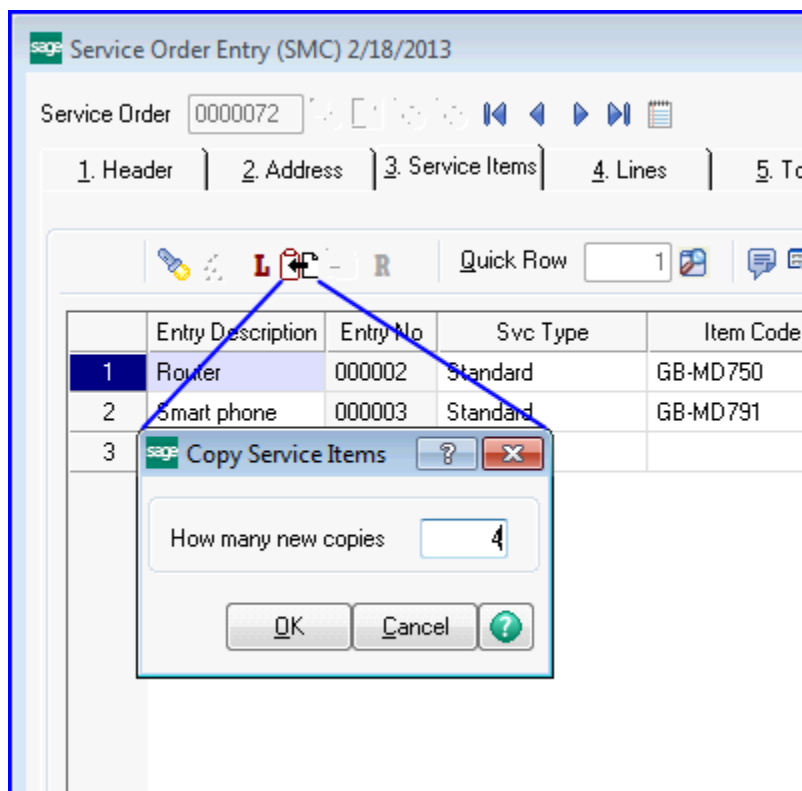 sage Service Order Entry (SMC) 2/18/2013
Service Order 0000072
1. Header 2. Address 3. Service Items 4. Lines 5. To
L R Quick Row 1
Entry Description Entry No Svc Type Item Code
1 Router 000002 Standard GB-MD750
2 Smart phone 000003 Standard GB-MD791
3
sage Copy Service Items ?
How many new copies 4
OK Cancel ?